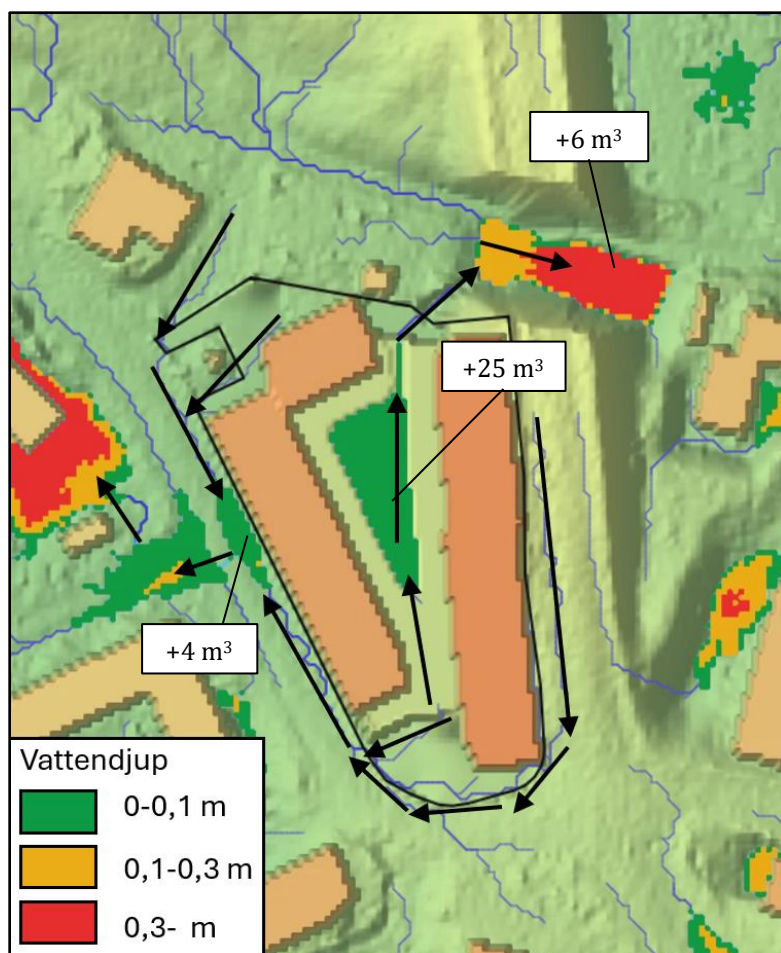 +6 m³
+25 m³
+4 m³
Vattendjup
0-0,1 m
0,1-0,3 m
0,3- m